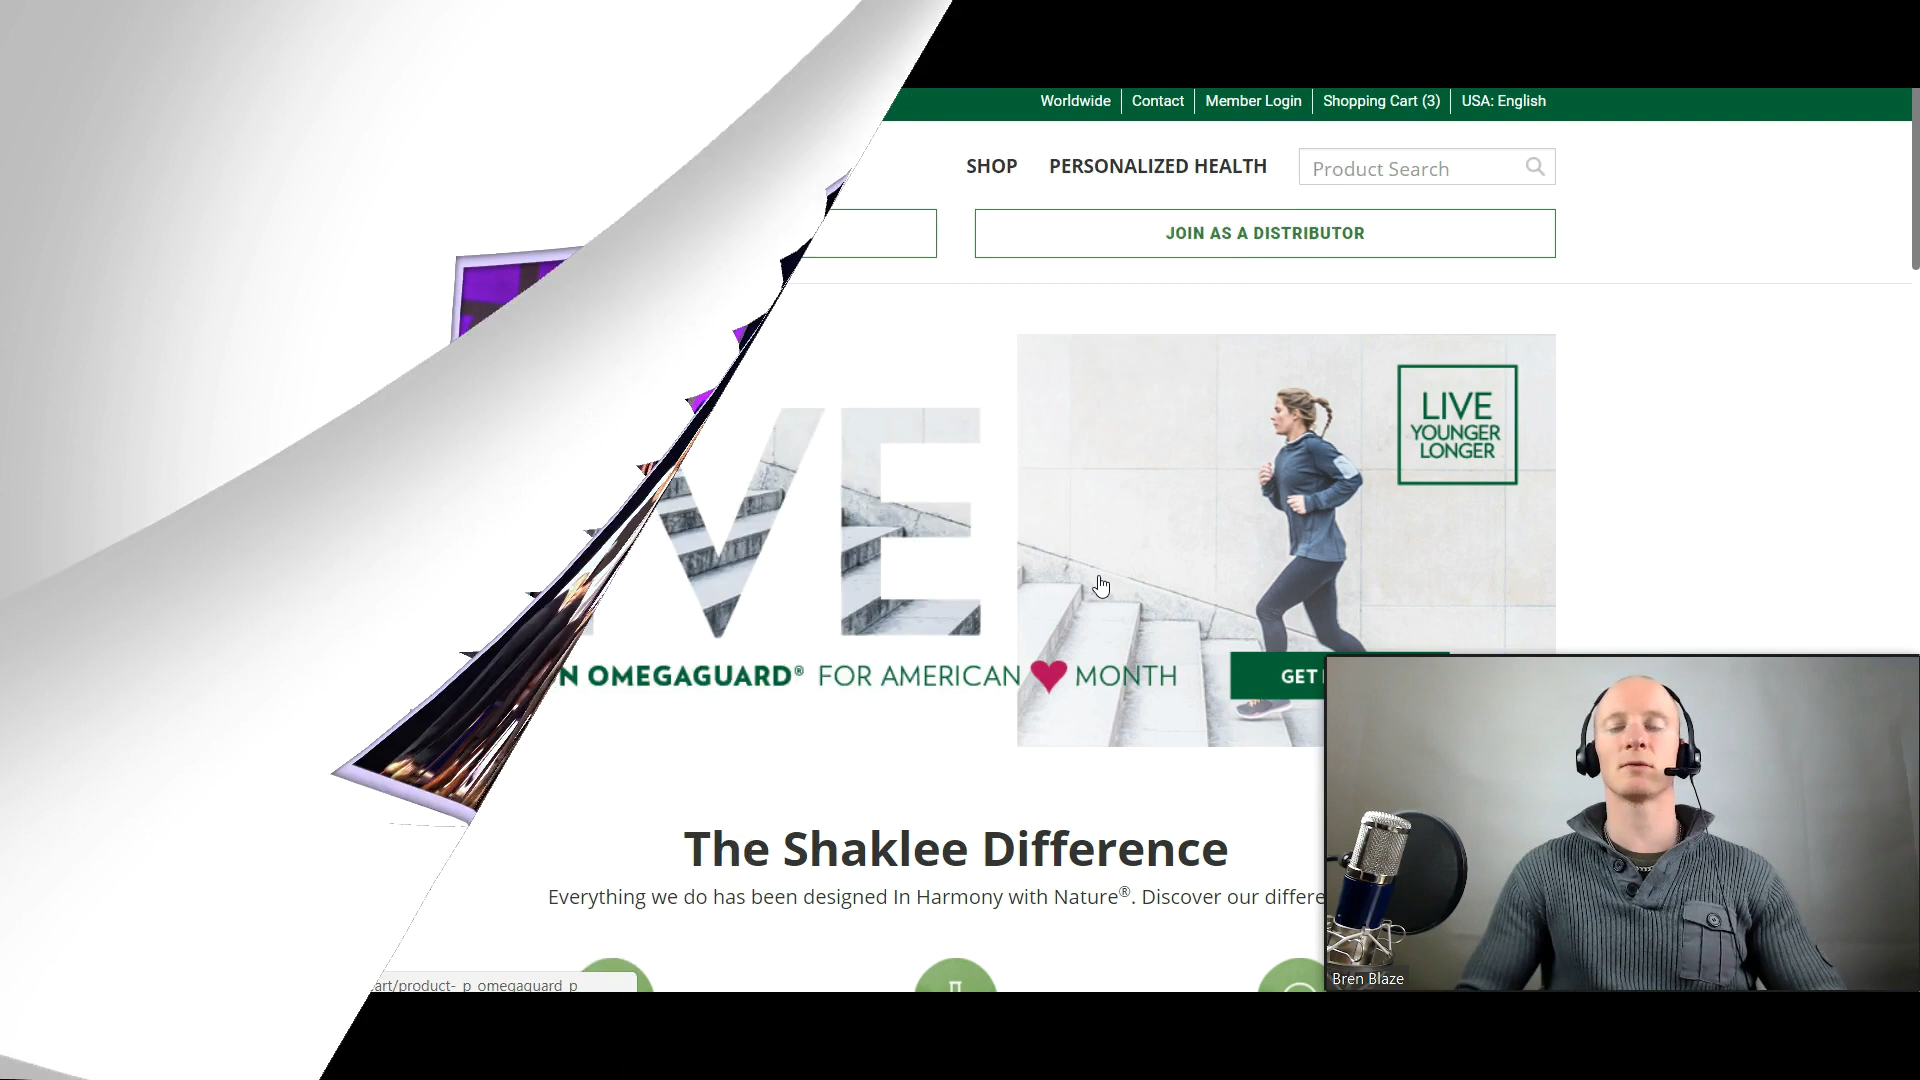 Worldwide
Contact
Member Login
Shopping Cart (3)
USA: English
SHOP
PERSONALIZED HEALTH
Product Search
JOIN AS A DISTRIBUTOR
LIVE
YOUNGER
LONGER
VE
N OMEGAGUARD® FOR AMERICAN MONTH
GET
The Shaklee Difference
Everything we do has been designed In Harmony with Nature®. Discover our differe
art/product-_p_omegaguard_p
Bren Blaze